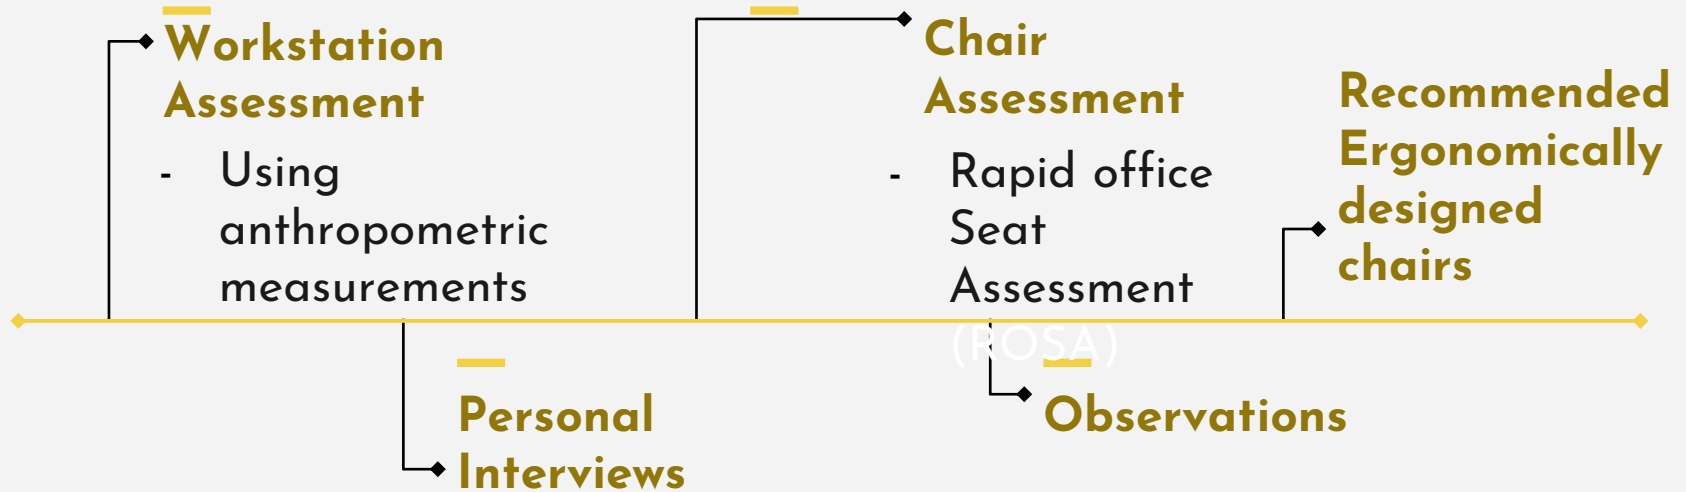 Workstation
Assessment
- Using
anthropometric
measurements
Personal
Interviews
Chair
Assessment
- Rapid office
Seat
Assessment
(ROSA)
Observations
Recommended
Ergonomically
designed
chairs